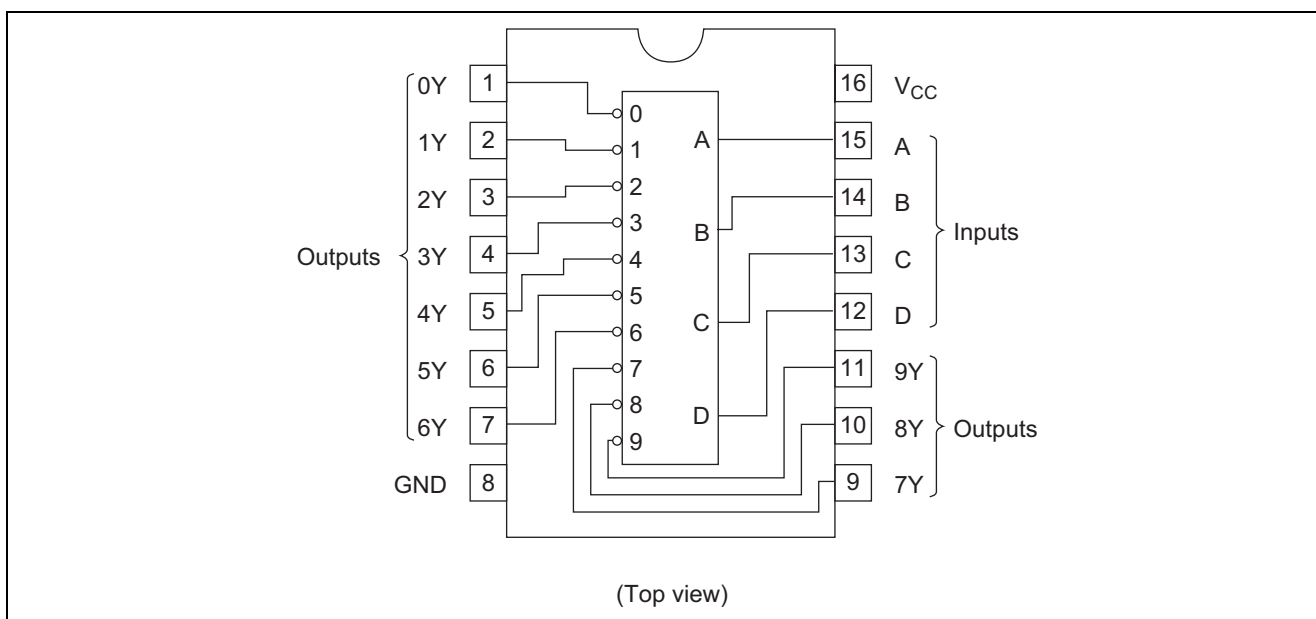 0Y 1 0 16 VCC
1Y 2 1 A 15 A
2Y 3 2 14 B
3 B
Outputs 3Y 4 4 13 C Inputs
4Y 5 5 C 12 D
6
5Y 6 7 11 9Y
8 D
6Y 7 9 10 8Y Outputs
GND 8 9 7Y
(Top view)